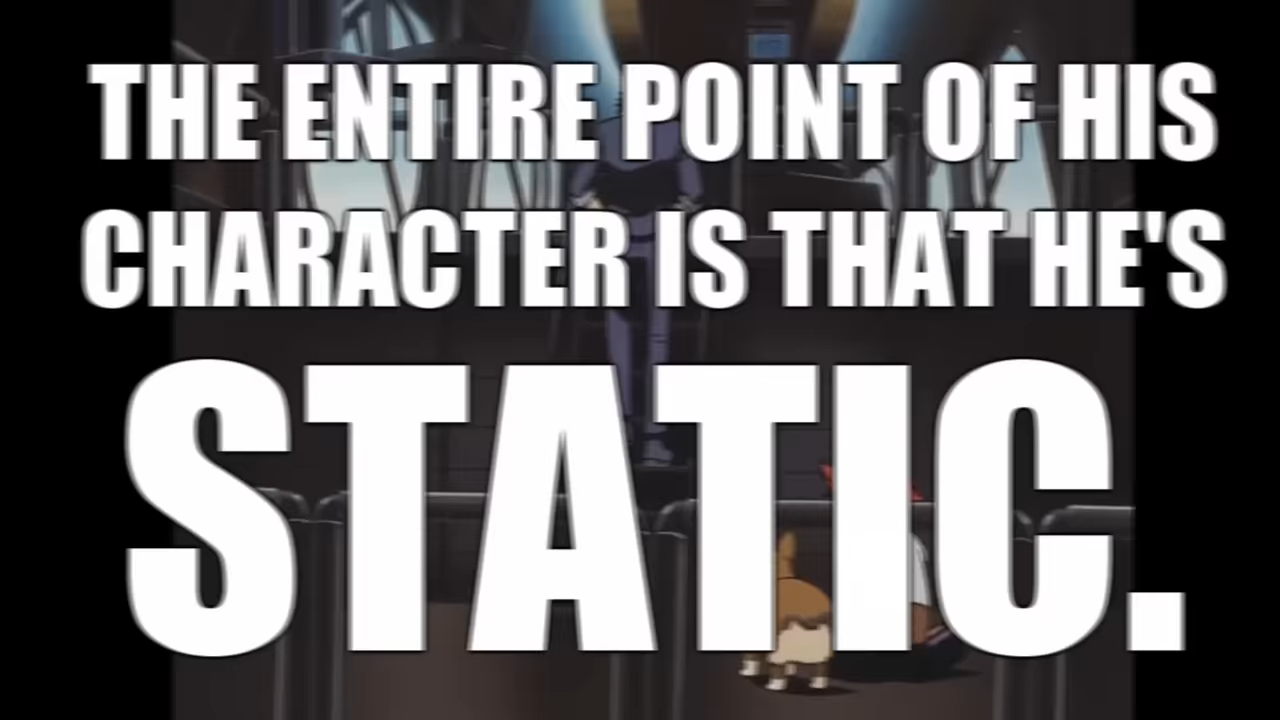 THE ENTIRE POINT OF HIS
CHARACTER IS THAT HE'S
STATIC.